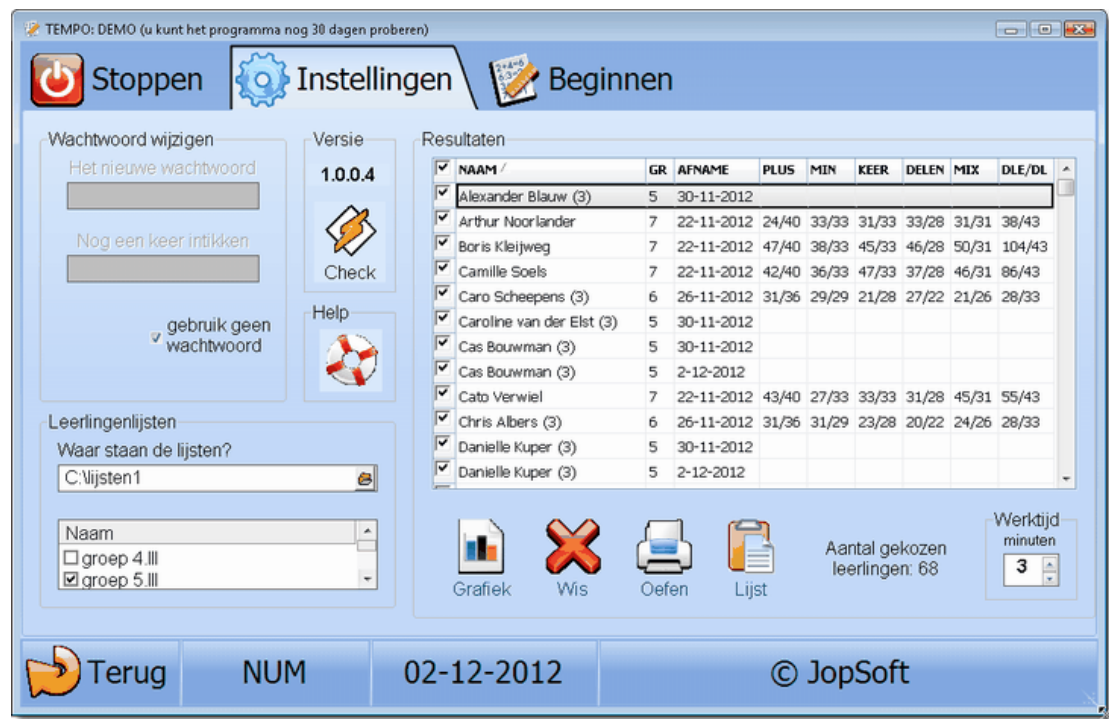 TEMPO: DEMO (u kunt het programma nog 30 dagen proberen)
Stoppen
Instellingen
Beginnen
Wachtwoord wijzigen
Het nieuwe wachtwoord
Nog een keer intikken
gebruik geen
wachtwoord
Versie
1.0.0.4
Check
Help
Leerlingenlijsten
Waar staan de lijsten?
C:\lijsten1
Naam
groep 4.lll
groep 5.lll
Resultaten
NAAM GR AFNAME PLUS MIN KEER DELEN MIX DLE/DL
Alexander Blauw (3) 5 30-11-2012
Arthur Noorlander 7 22-11-2012 24/40 33/33 31/33 33/28 31/31 38/43
Boris Kleijweg 7 22-11-2012 47/40 38/33 45/33 46/28 50/31 104/43
Camille Soels 7 22-11-2012 42/40 36/33 47/33 37/28 46/31 86/43
Caro Scheepens (3) 6 26-11-2012 31/36 29/29 21/28 27/22 21/26 28/33
Caroline van der Elst (3) 5 30-11-2012
Cas Bouwman (3) 5 30-11-2012
Cas Bouwman (3) 5 2-12-2012
Cato Verwiel 7 22-11-2012 43/40 27/33 33/33 31/28 45/31 55/43
Chris Albers (3) 6 26-11-2012 31/36 31/29 23/28 20/22 24/26 28/33
Danielle Kuper (3) 5 30-11-2012
Danielle Kuper (3) 5 2-12-2012
Grafiek
Wis
Oefen
Lijst
Aantal gekozen
leerlingen: 68
Werktijd
minuten
3
Terug
NUM
02-12-2012
© JopSoft